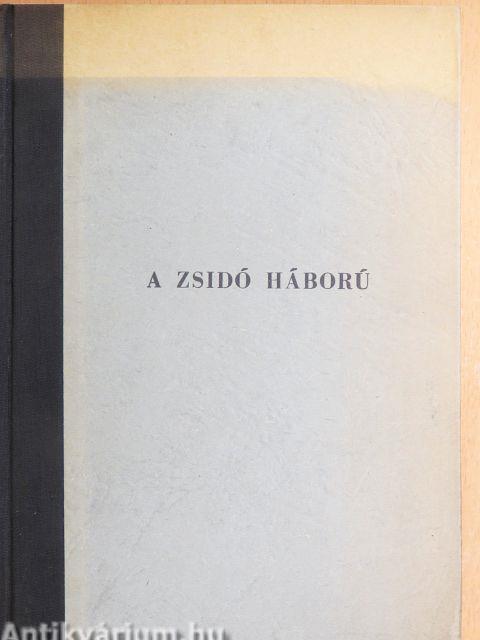 A ZSIDÓ HÁBORÚ
Antikvárium.hu